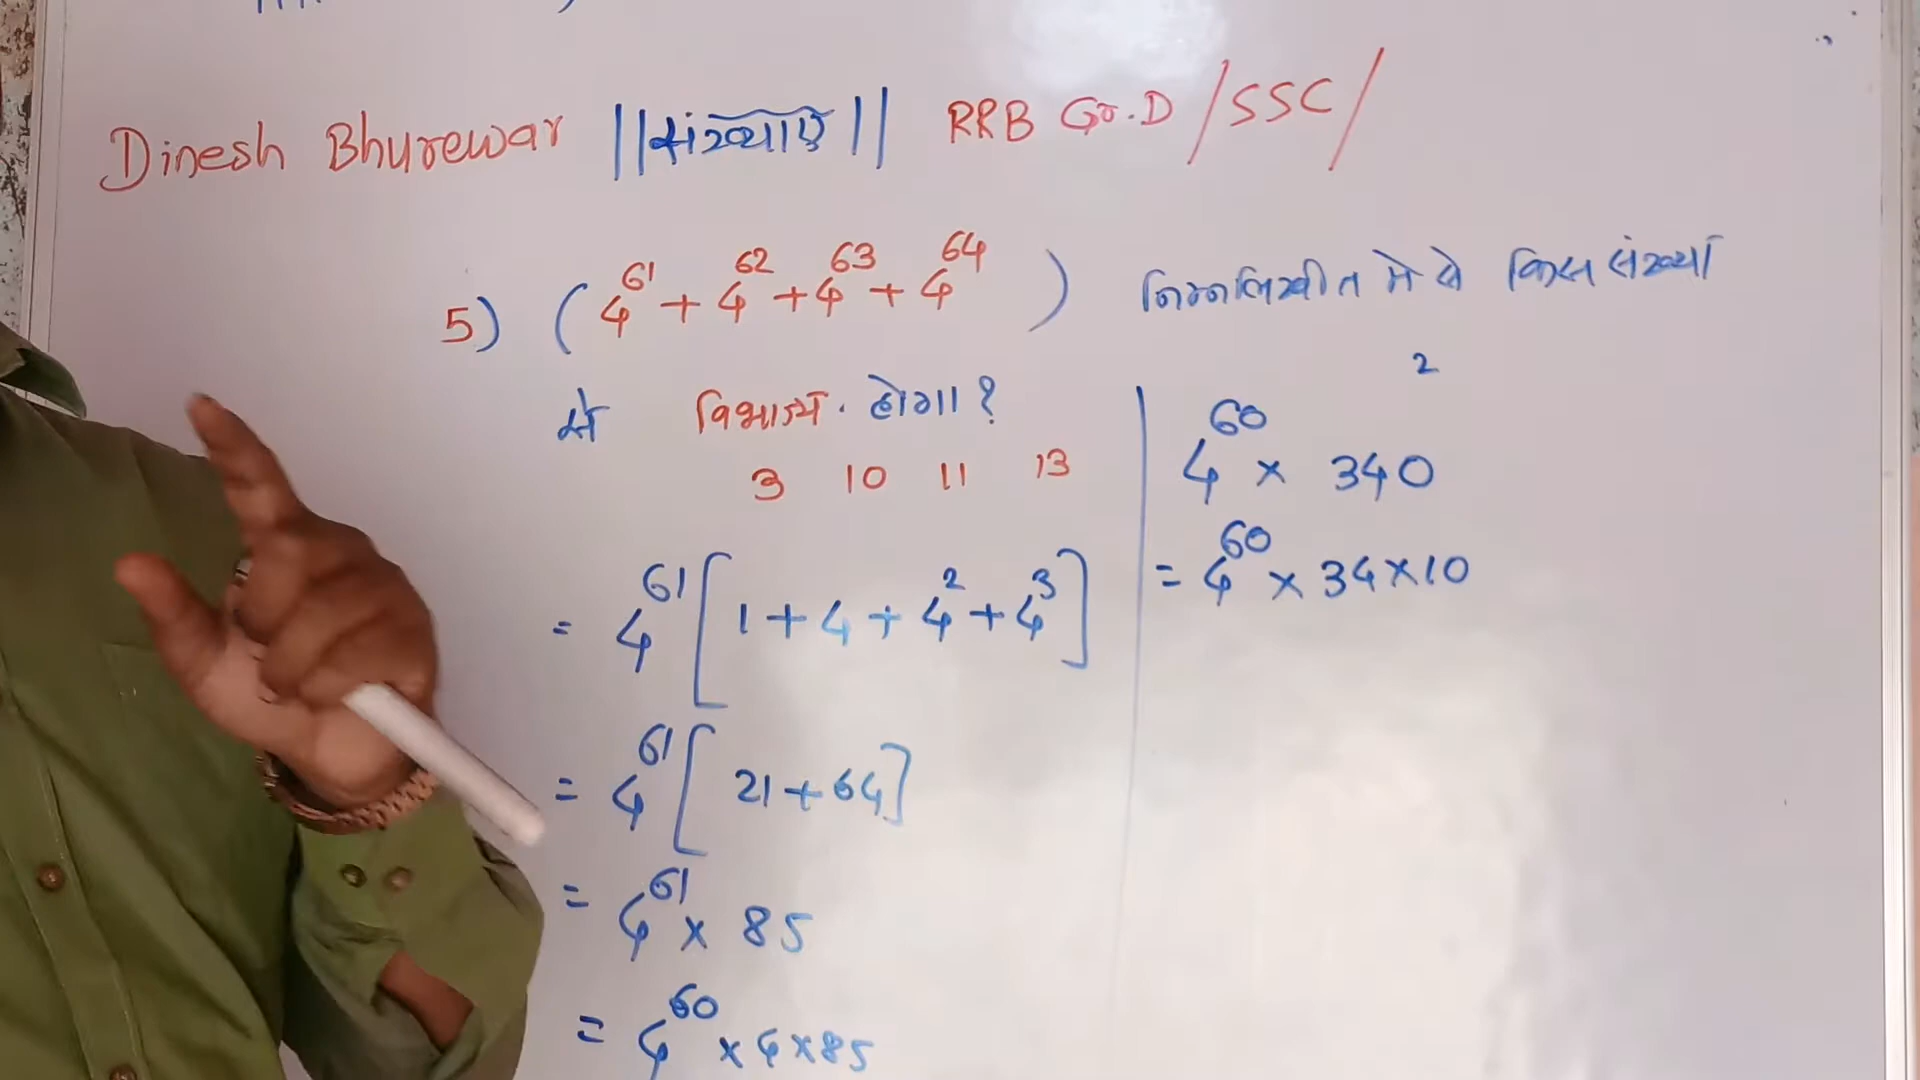 Dinesh Bhurewar ||संख्याए|| RRB Gr.D /SSC/
5) (4^61 + 4^62 + 4^63 + 4^64) निम्नलिखीत मे से किस संख्या
से विभाज्य. होगा?
3 10 11 13
= 4^61 [1 + 4 + 4^2 + 4^3]
= 4^61 [21 + 64]
= 4^61 × 85
= 4^60 × 4 × 85
2
4^60 × 340
= 4^60 × 34 × 10